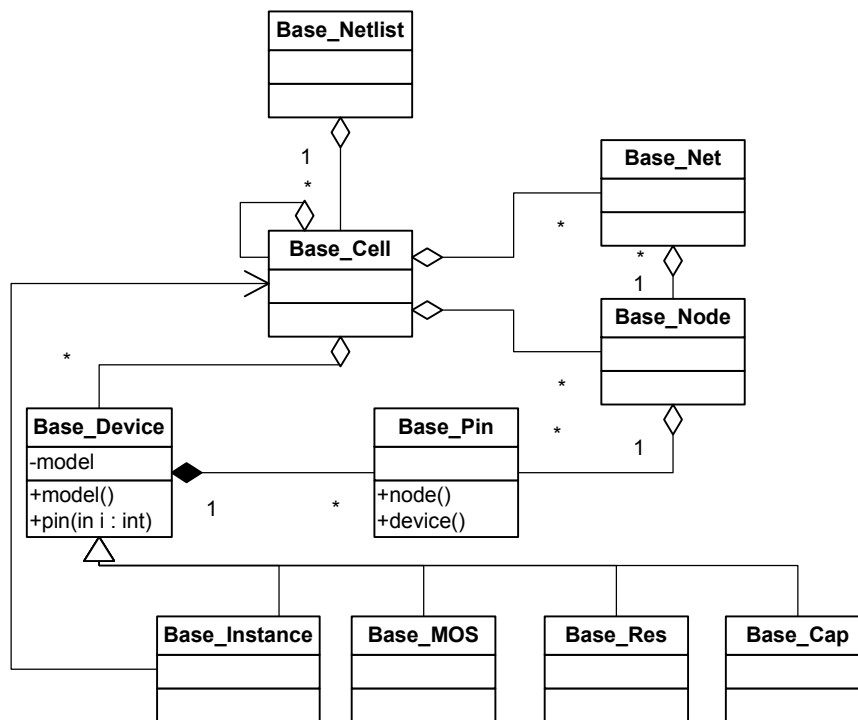 Base_Netlist
1
*
Base_Net
*
*
1
Base_Cell
Base_Node
*
*
*
1
Base_Device
-model
+model()
+pin(in i : int)
1
*
Base_Pin
+node()
+device()
Base_Instance
Base_MOS
Base_Res
Base_Cap